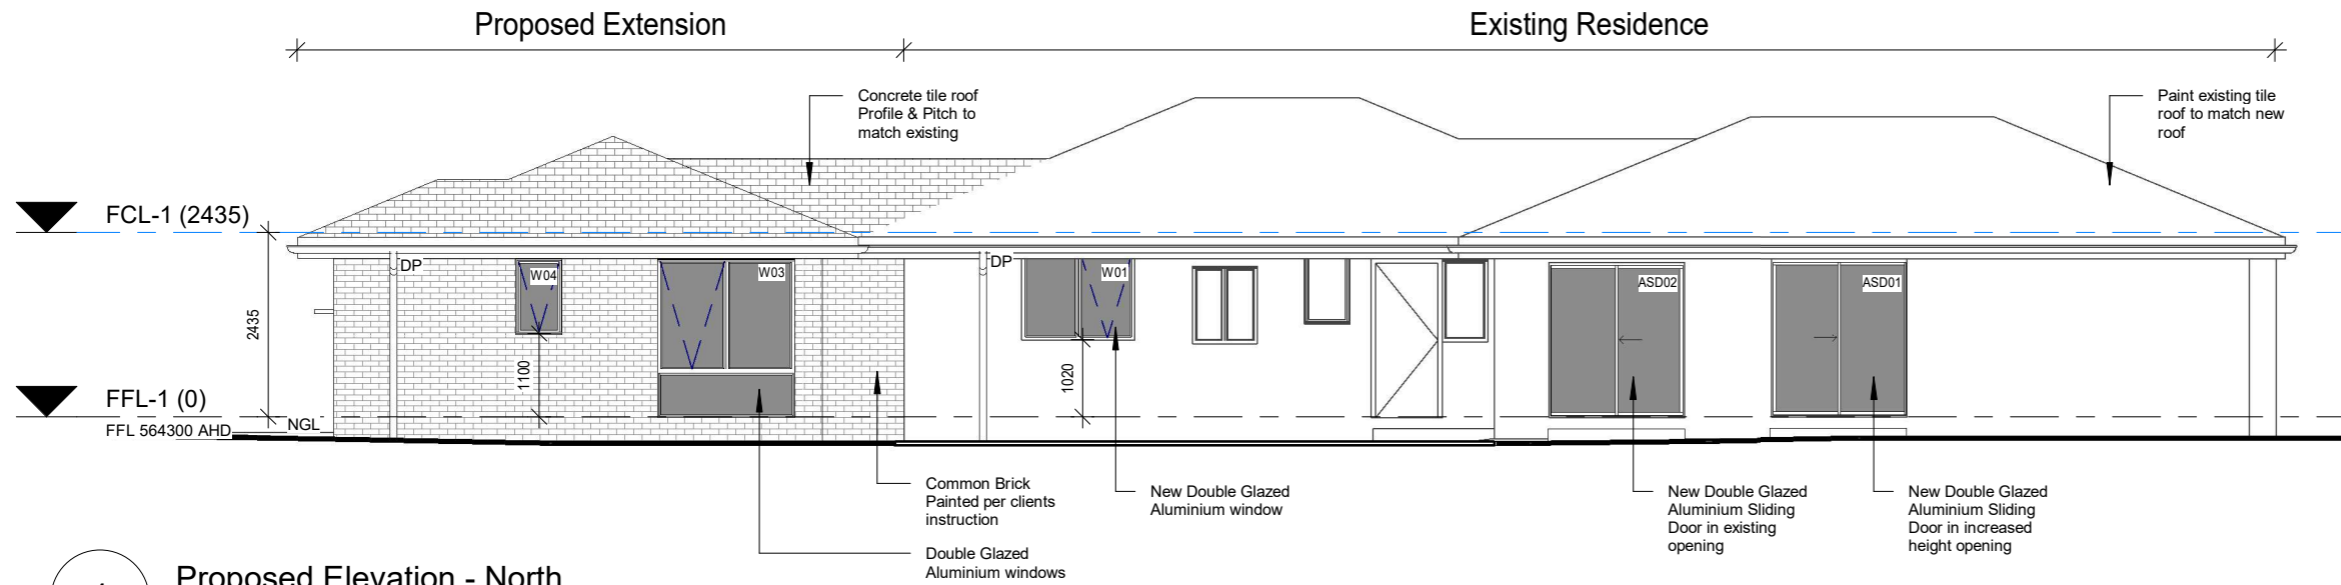 Proposed Extension
Existing Residence
Concrete tile roof
Profile & Pitch to
match existing
Paint existing tile
roof to match new
roof
FCL-1 (2435)
DP
W04
W03
DP
W01
ASD02
ASD01
2435
1100
1020
FFL-1 (0)
FFL 564300 AHD
NGL
Common Brick
Painted per clients
instruction
New Double Glazed
Aluminium window
New Double Glazed
Aluminium Sliding
Door in existing
opening
New Double Glazed
Aluminium Sliding
Door in increased
height opening
Double Glazed
Aluminium windows
Proposed Elevation - North